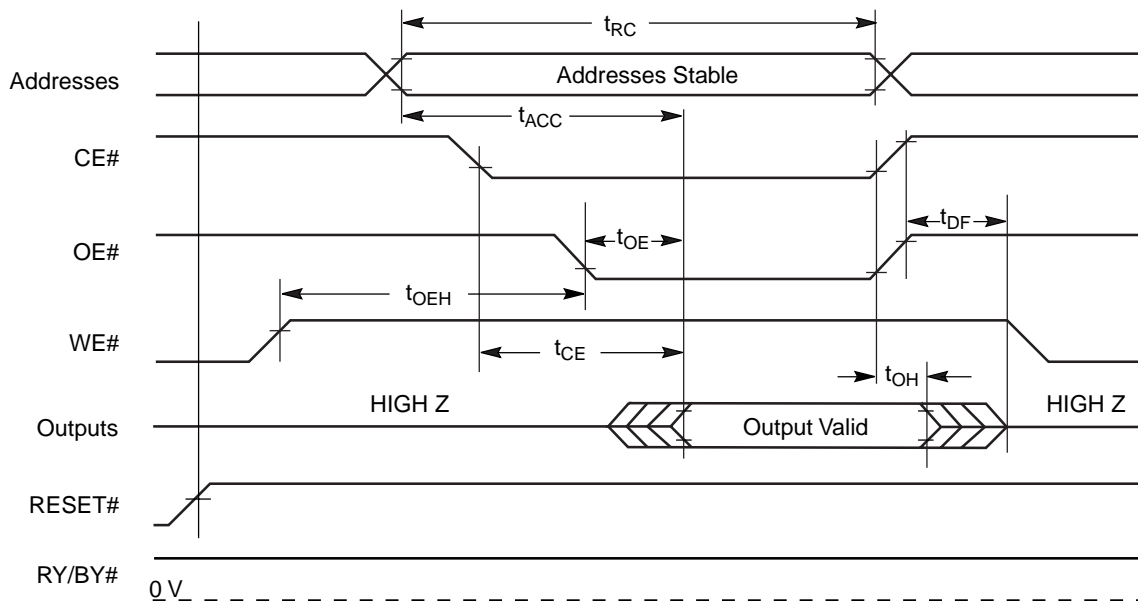 tRC
Addresses
Addresses Stable
tACC
CE#
tDF
OE#
tOE
tOEH
WE#
tCE
tOH
HIGH Z
HIGH Z
Outputs
Output Valid
RESET#
RY/BY#
0 V